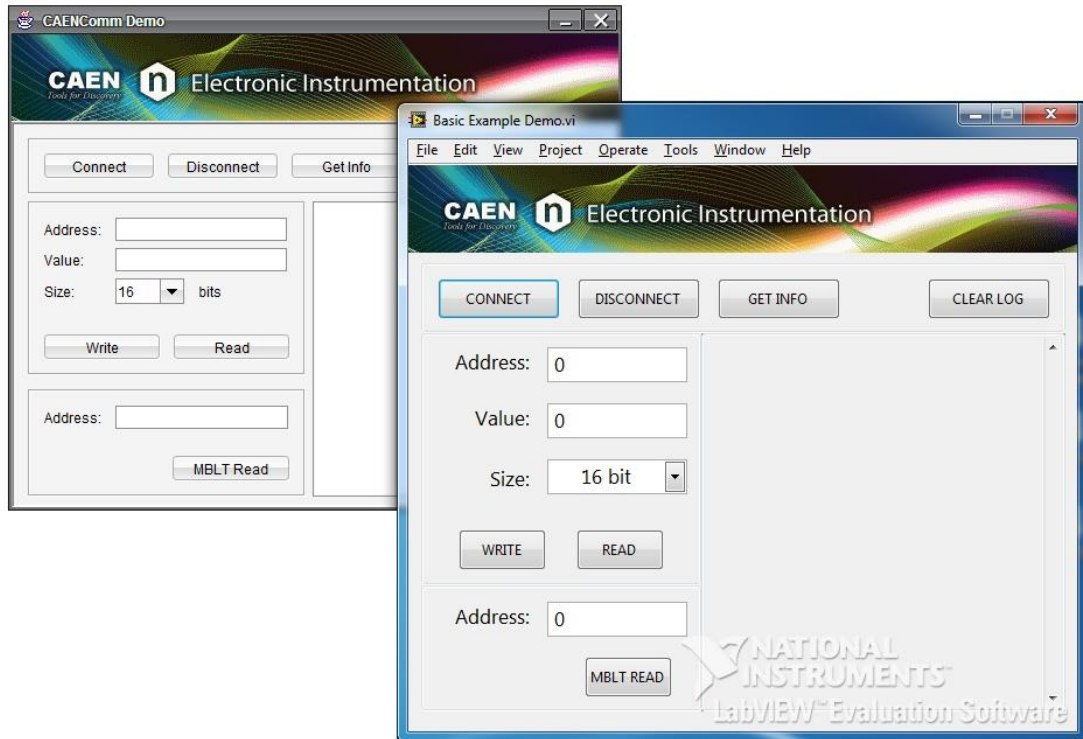 CAENComm Demo
CAEN n Electronic Instrumentation
Tools for Discovery
Connect Disconnect Get Info
Address:
Value:
Size: 16 bits
Write Read
Address:
MBLT Read
Basic Example Demo.vi
File Edit View Project Operate Tools Window Help
CAEN n Electronic Instrumentation
Tools for Discovery
CONNECT DISCONNECT GET INFO CLEAR LOG
Address: 0
Value: 0
Size: 16 bit
WRITE READ
Address: 0
MBLT READ
NATIONAL
INSTRUMENTS™
LabVIEW™ Evaluation Software